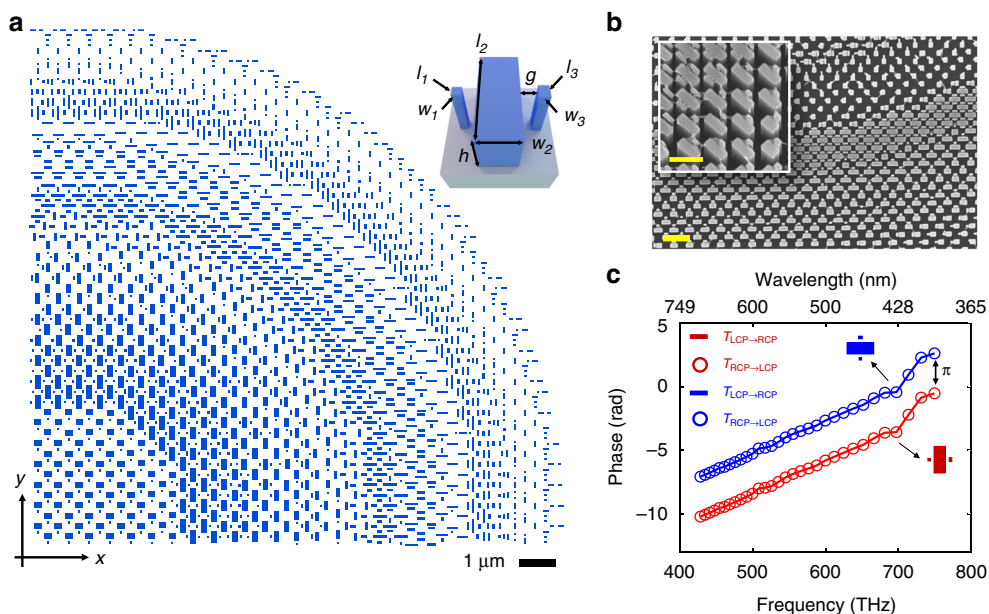 a
l2
l1
w1
g
l3
w3
w2
h
y
x
1 μm
b
c
Wavelength (nm)
749 600 500 428 365
5
0
−5
−10
Phase (rad)
TLCP→RCP
TRCP→LCP
TLCP→RCP
TRCP→LCP
π
400 500 600 700 800
Frequency (THz)